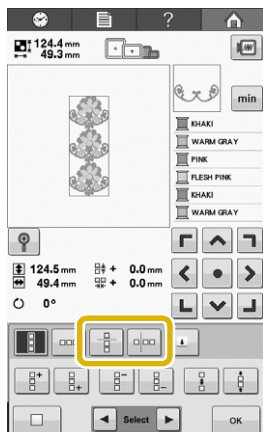 ?
124.4 mm
49.3 mm
min
KHAKI
WARM GRAY
PINK
FLESH PINK
KHAKI
WARM GRAY
124.5 mm + 0.0 mm
49.4 mm + 0.0 mm
0°
Select
OK